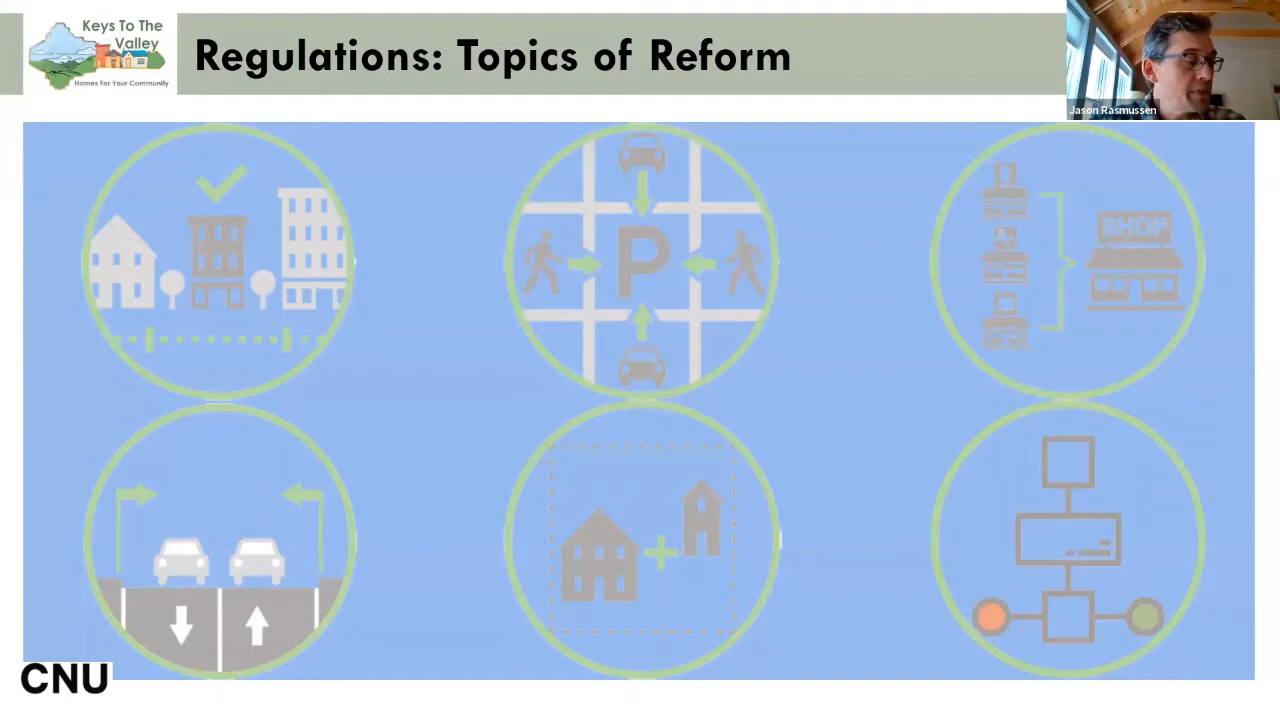 Keys To The
Valley
Homes For Your Community
Regulations: Topics of Reform
Jason Rasmussen
P
SHOP
CNU